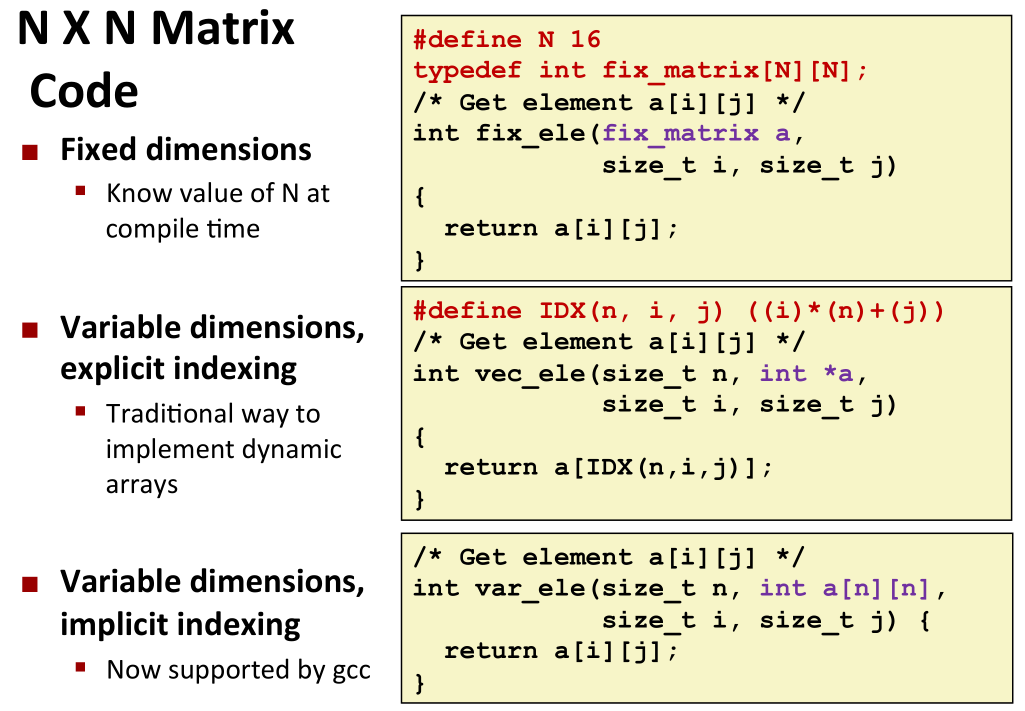 N X N Matrix
Code
■ Fixed dimensions
▪ Know value of N at
compile time
#define N 16
typedef int fix_matrix[N][N];
/* Get element a[i][j] */
int fix_ele(fix_matrix a,
            size_t i, size_t j)
{
  return a[i][j];
}
■ Variable dimensions,
explicit indexing
▪ Traditional way to
implement dynamic
arrays
#define IDX(n, i, j) ((i)*(n)+(j))
/* Get element a[i][j] */
int vec_ele(size_t n, int *a,
            size_t i, size_t j)
{
  return a[IDX(n,i,j)];
}
■ Variable dimensions,
implicit indexing
▪ Now supported by gcc
/* Get element a[i][j] */
int var_ele(size_t n, int a[n][n],
            size_t i, size_t j) {
  return a[i][j];
}